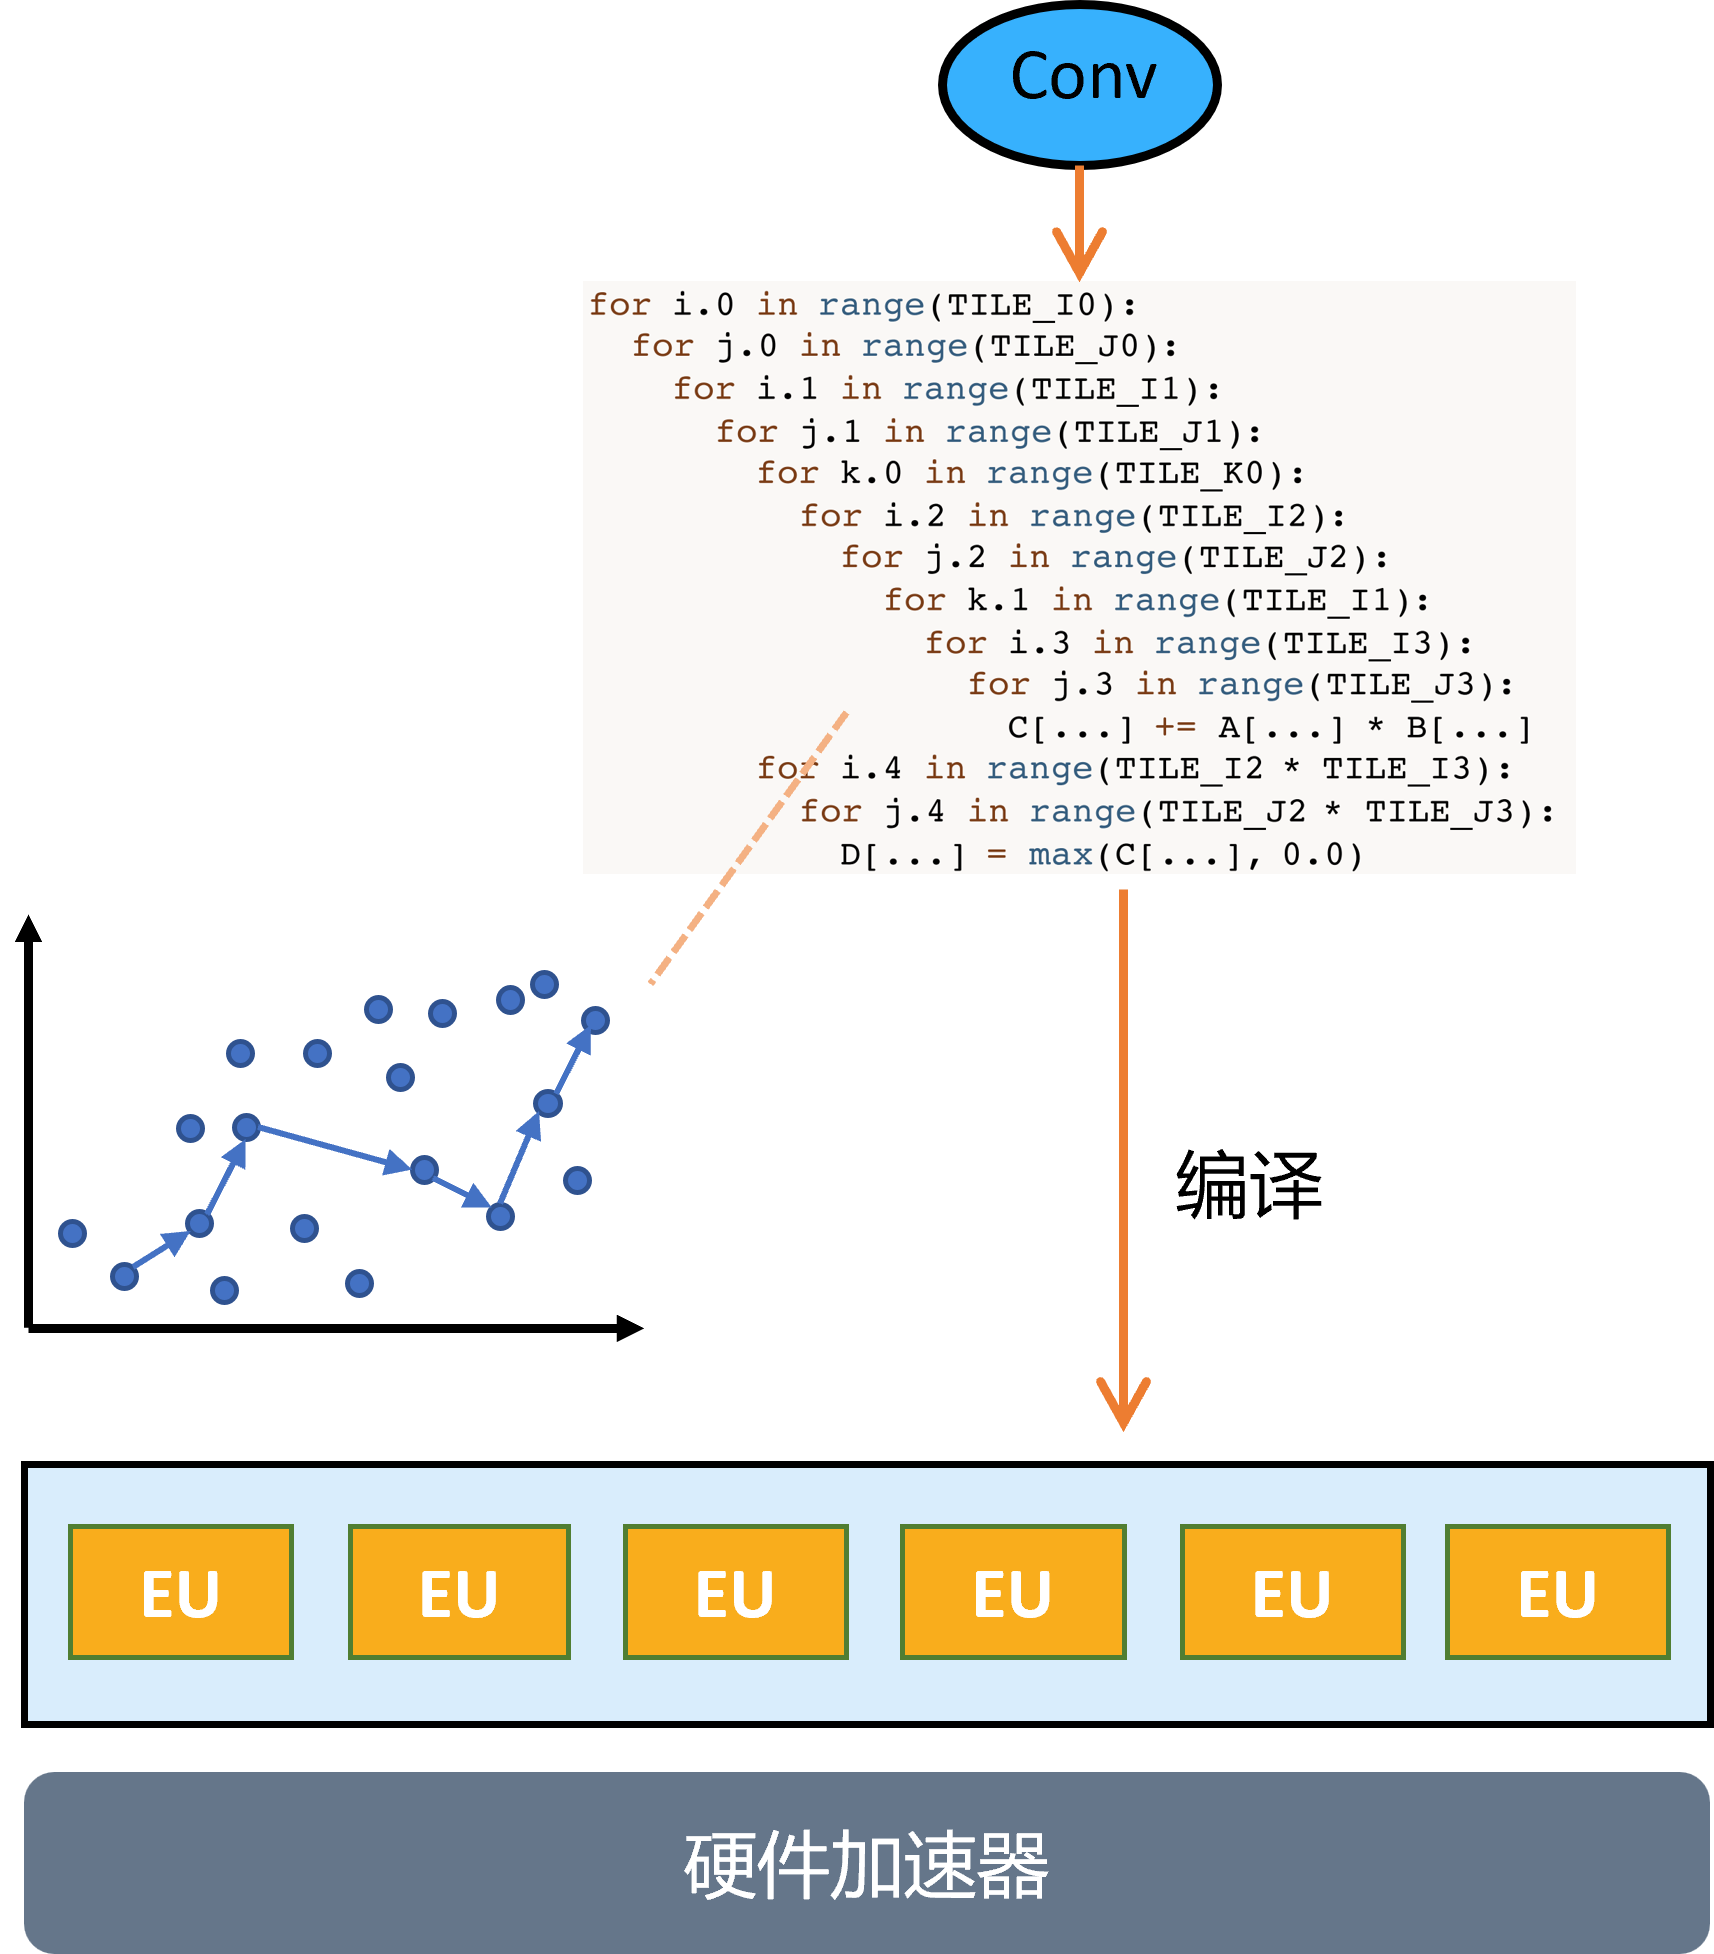 Conv
for i.0 in range(TILE_I0):
for j.0 in range(TILE_J0):
for i.1 in range(TILE_I1):
for j.1 in range(TILE_J1):
for k.0 in range(TILE_K0):
for i.2 in range(TILE_I2):
for j.2 in range(TILE_J2):
for k.1 in range(TILE_I1):
for i.3 in range(TILE_I3):
for j.3 in range(TILE_J3):
C[...] += A[...] * B[...]
for i.4 in range(TILE_I2 * TILE_I3):
for j.4 in range(TILE_J2 * TILE_J3):
D[...] = max(C[...], 0.0)
编译
EU EU EU EU EU EU
硬件加速器